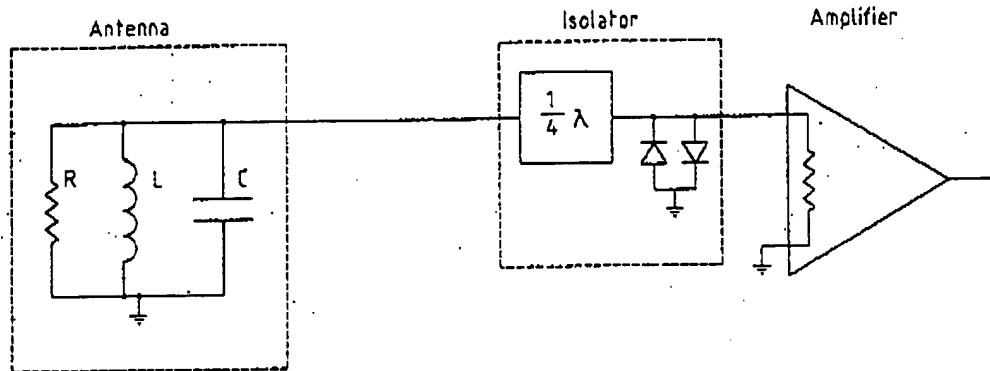 Antenna
Isolator
Amplifier
1/4 λ
R
L
C